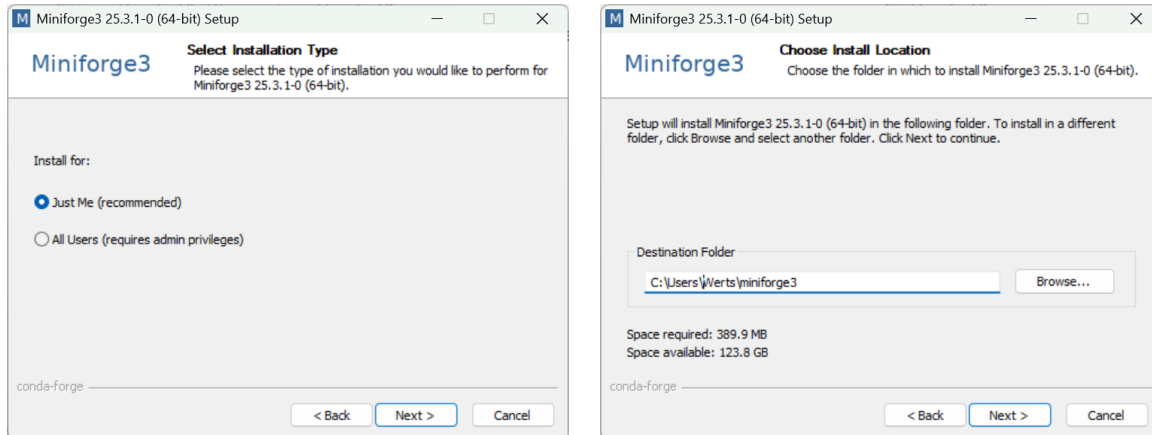 M Miniforge3 25.3.1-0 (64-bit) Setup
Miniforge3
Select Installation Type
Please select the type of installation you would like to perform for
Miniforge3 25.3.1-0 (64-bit).
Install for:
Just Me (recommended)
All Users (requires admin privileges)
conda-forge
< Back
Next >
Cancel
M Miniforge3 25.3.1-0 (64-bit) Setup
Miniforge3
Choose Install Location
Choose the folder in which to install Miniforge3 25.3.1-0 (64-bit).
Setup will install Miniforge3 25.3.1-0 (64-bit) in the following folder. To install in a different
folder, click Browse and select another folder. Click Next to continue.
Destination Folder
C:\Users\Werts\miniforge3
Browse...
Space required: 389.9 MB
Space available: 123.8 GB
conda-forge
< Back
Next >
Cancel